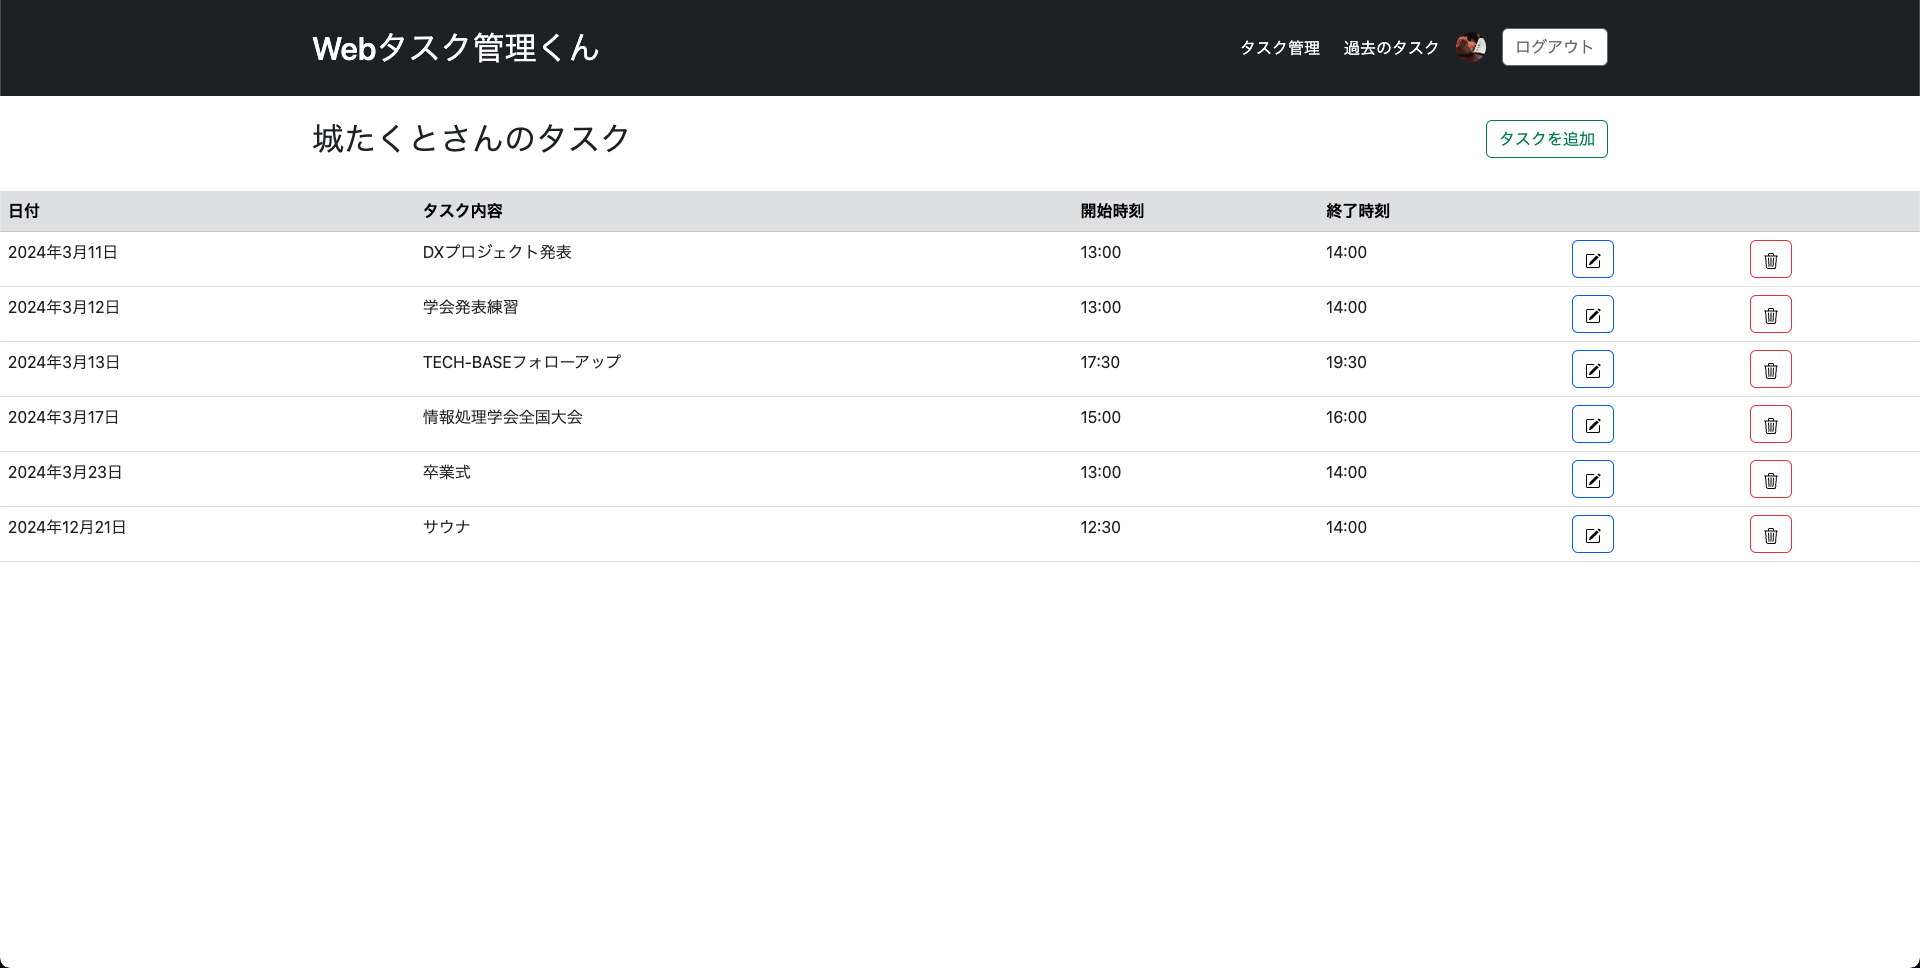 Webタスク管理くん
タスク管理 過去のタスク ログアウト
城たくとさんのタスク
タスクを追加
日付 タスク内容 開始時刻 終了時刻
2024年3月11日 DXプロジェクト発表 13:00 14:00
2024年3月12日 学会発表練習 13:00 14:00
2024年3月13日 TECH-BASEフォローアップ 17:30 19:30
2024年3月17日 情報処理学会全国大会 15:00 16:00
2024年3月23日 卒業式 13:00 14:00
2024年12月21日 サウナ 12:30 14:00